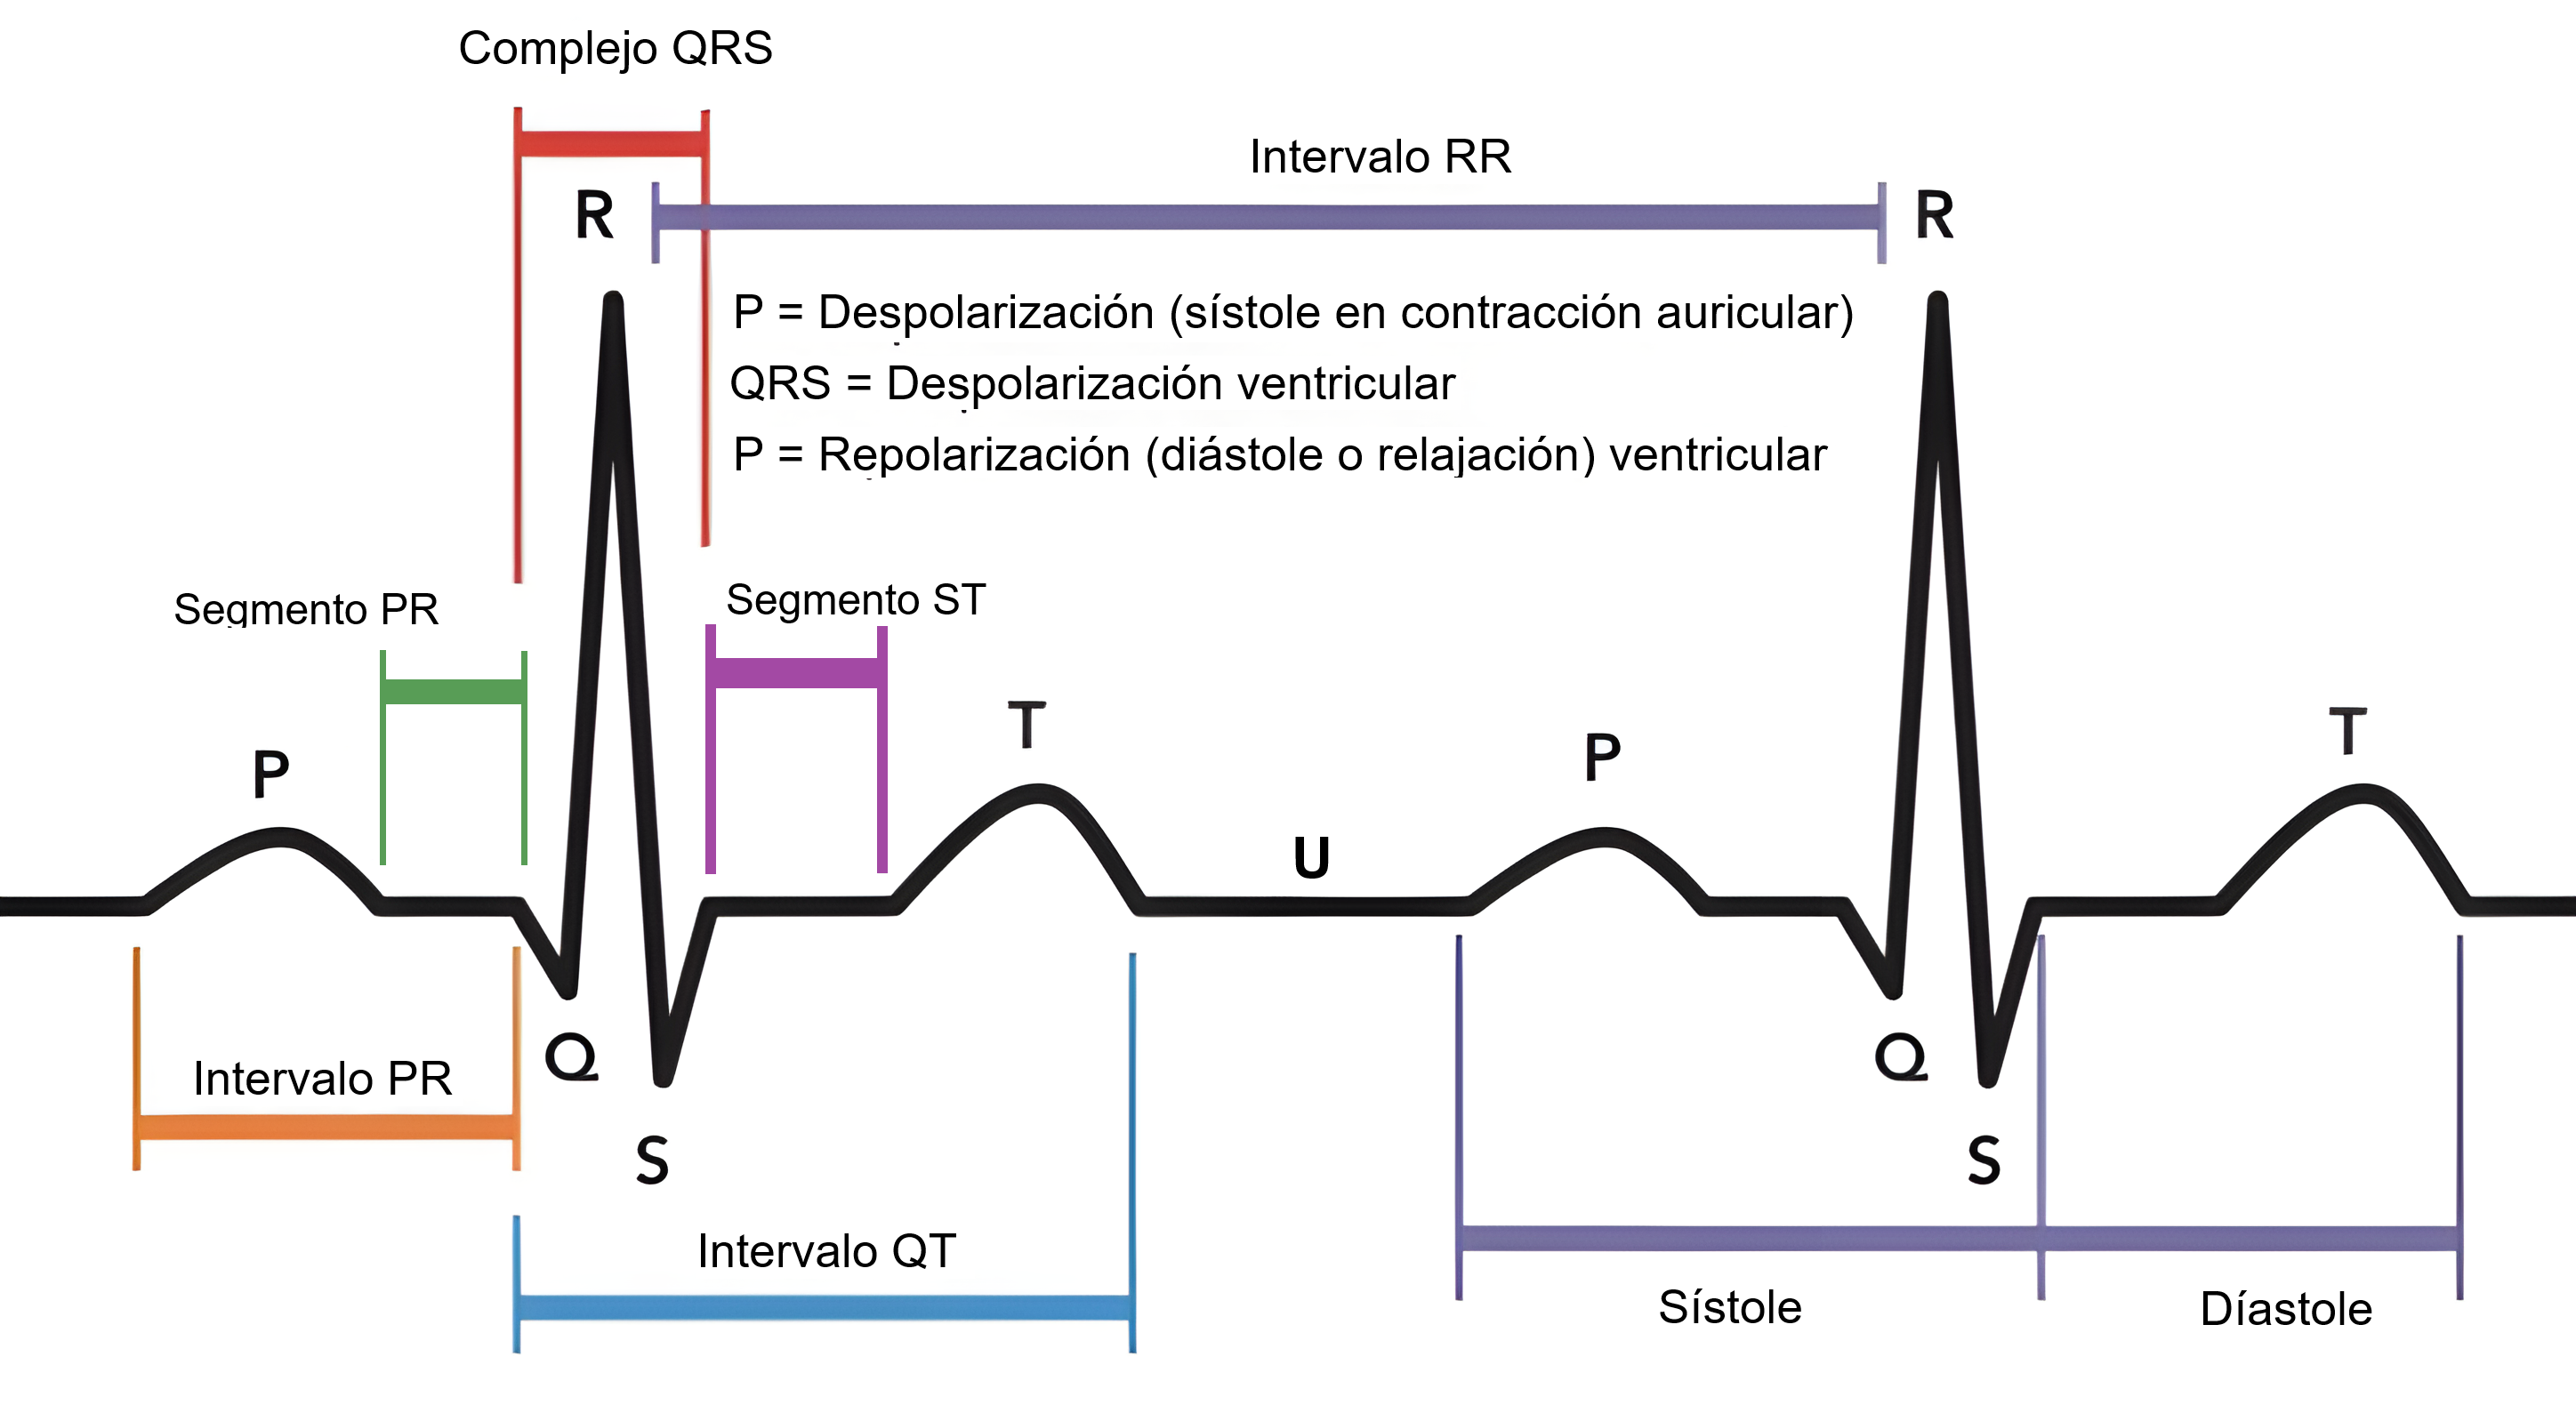 Complejo QRS
Intervalo RR
R
R
P = Despolarización (sístole en contracción auricular)
QRS = Despolarización ventricular
P = Repolarización (diástole o relajación) ventricular
Segmento PR
Segmento ST
P
T
U
P
T
Q
S
Q
S
Intervalo PR
Intervalo QT
Sístole
Díastole